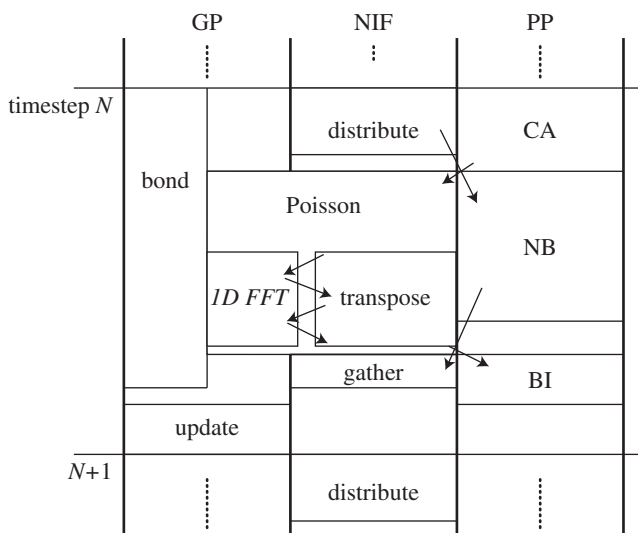 GP NIF PP
timestep N
distribute CA
bond
Poisson
NB
1D FFT transpose
gather BI
update
N+1
distribute